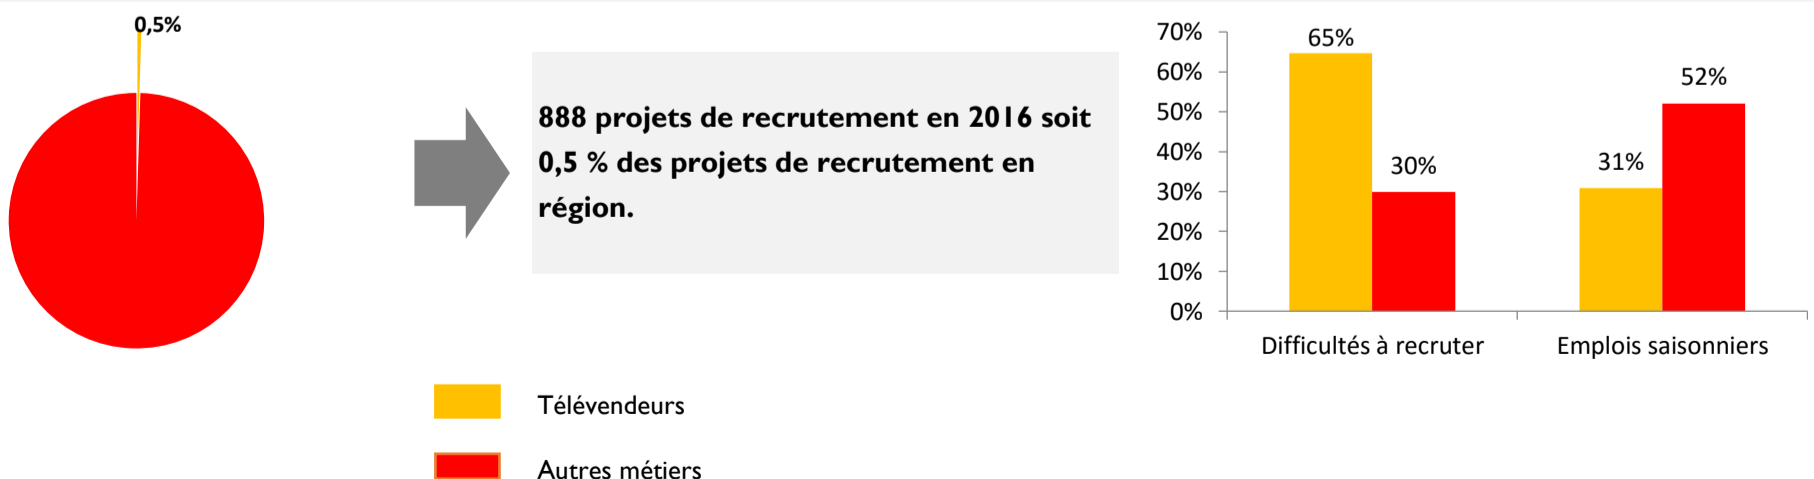 0,5%
888 projets de recrutement en 2016 soit
0,5 % des projets de recrutement en
région.
70%
60%
50%
40%
30%
20%
10%
0%
65%
30%
31%
52%
Difficultés à recruter
Emplois saisonniers
Télévendeurs
Autres métiers